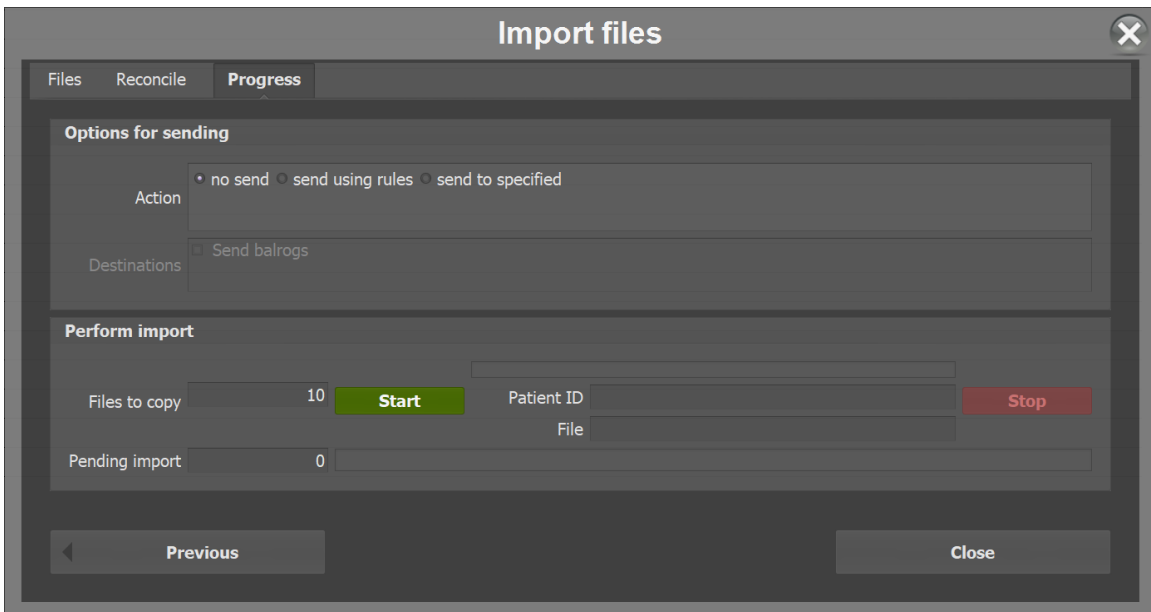 Import files
Files Reconcile Progress
Options for sending
Action no send send using rules send to specified
Destinations Send balrogs
Perform import
Files to copy 10 Start Patient ID Stop
File
Pending import 0
Previous Close